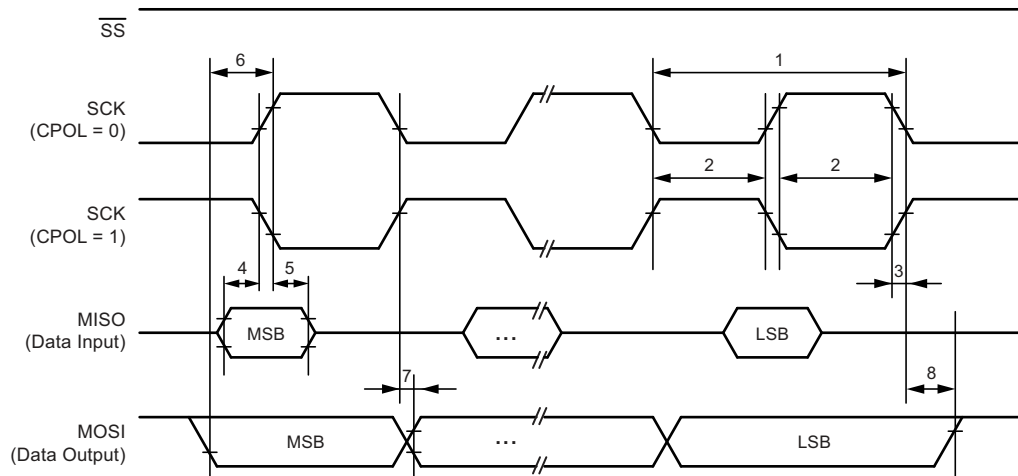 SS
6
1
SCK
(CPOL = 0)
2
2
SCK
(CPOL = 1)
4
5
3
MISO
(Data Input)
MSB
...
LSB
7
8
MOSI
(Data Output)
MSB
...
LSB